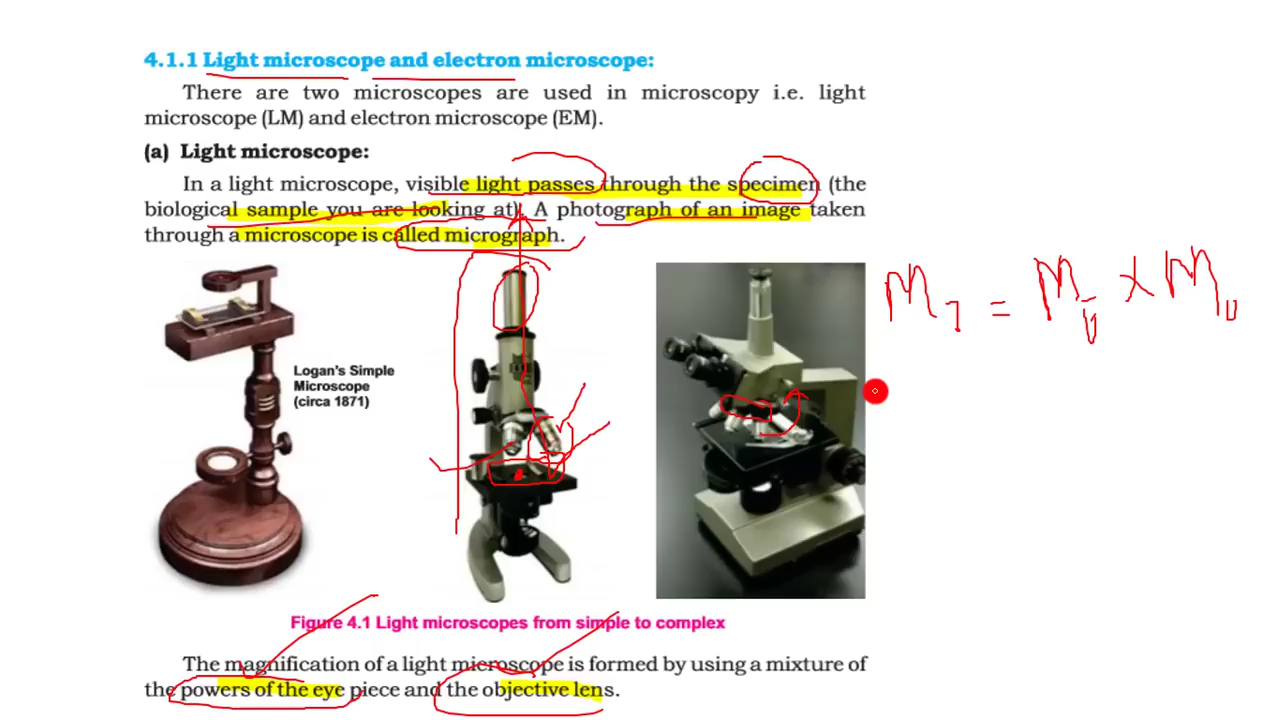 4.1.1 Light microscope and electron microscope:
There are two microscopes are used in microscopy i.e. light
microscope (LM) and electron microscope (EM).
(a) Light microscope:
In a light microscope, visible light passes through the specimen (the
biological sample you are looking at). A photograph of an image taken
through a microscope is called micrograph.
Logan's Simple
Microscope
(circa 1871)
Figure 4.1 Light microscopes from simple to complex
The magnification of a light microscope is formed by using a mixture of
the powers of the eye piece and the objective lens.